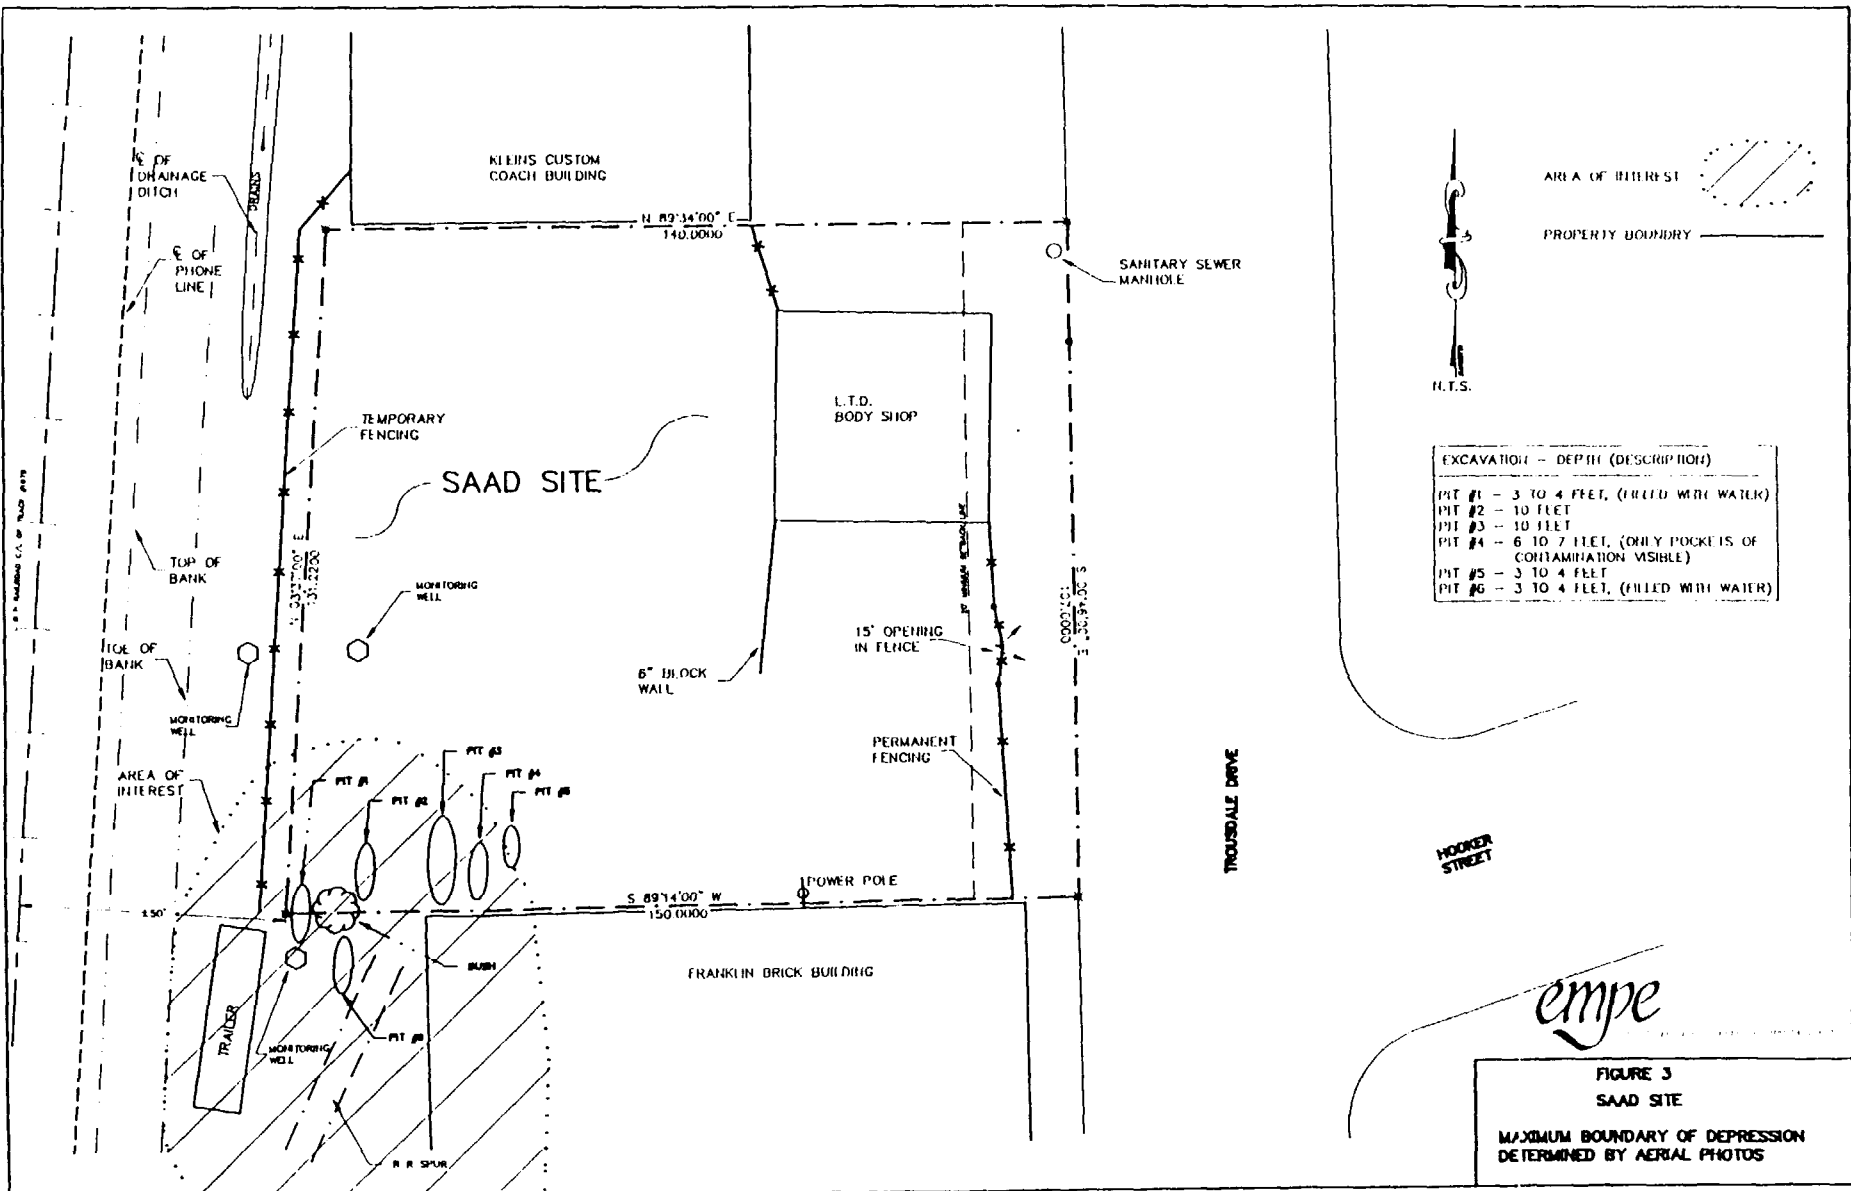 ℄ OF
DRAINAGE
DITCH
DRAINS
℄ OF
PHONE
LINE
KLEINS CUSTOM
COACH BUILDING
N 89°34'00" E
140.0000
SANITARY SEWER
MANHOLE
AREA OF INTEREST
PROPERTY BOUNDRY
N.T.S.
TEMPORARY
FENCING
L.T.D.
BODY SHOP
SAAD SITE
EXCAVATION - DEPTH (DESCRIPTION)
PIT #1 - 3 TO 4 FEET, (FILLED WITH WATER)
PIT #2 - 10 FEET
PIT #3 - 10 FEET
PIT #4 - 6 TO 7 FEET, (ONLY POCKETS OF
CONTAMINATION VISIBLE)
PIT #5 - 3 TO 4 FEET
PIT #6 - 3 TO 4 FEET, (FILLED WITH WATER)
TOP OF
BANK
131.2200
MONITORING
WELL
107.0000
TOE OF
BANK
15' OPENING
IN FENCE
6" BLOCK
WALL
MONITORING
WELL
PERMANENT
FENCING
AREA OF
INTEREST
PIT #1
PIT #2
PIT #3
PIT #4
PIT
TROUSDALE DRIVE
HOOKER
STREET
POWER POLE
S 89°14'00" W
150.0000
±50'
BUSH
FRANKLIN BRICK BUILDING
TRAILER
MONITORING
WELL
PIT
R R SPUR
empe
FIGURE 3
SAAD SITE
MAXIMUM BOUNDARY OF DEPRESSION
DETERMINED BY AERIAL PHOTOS